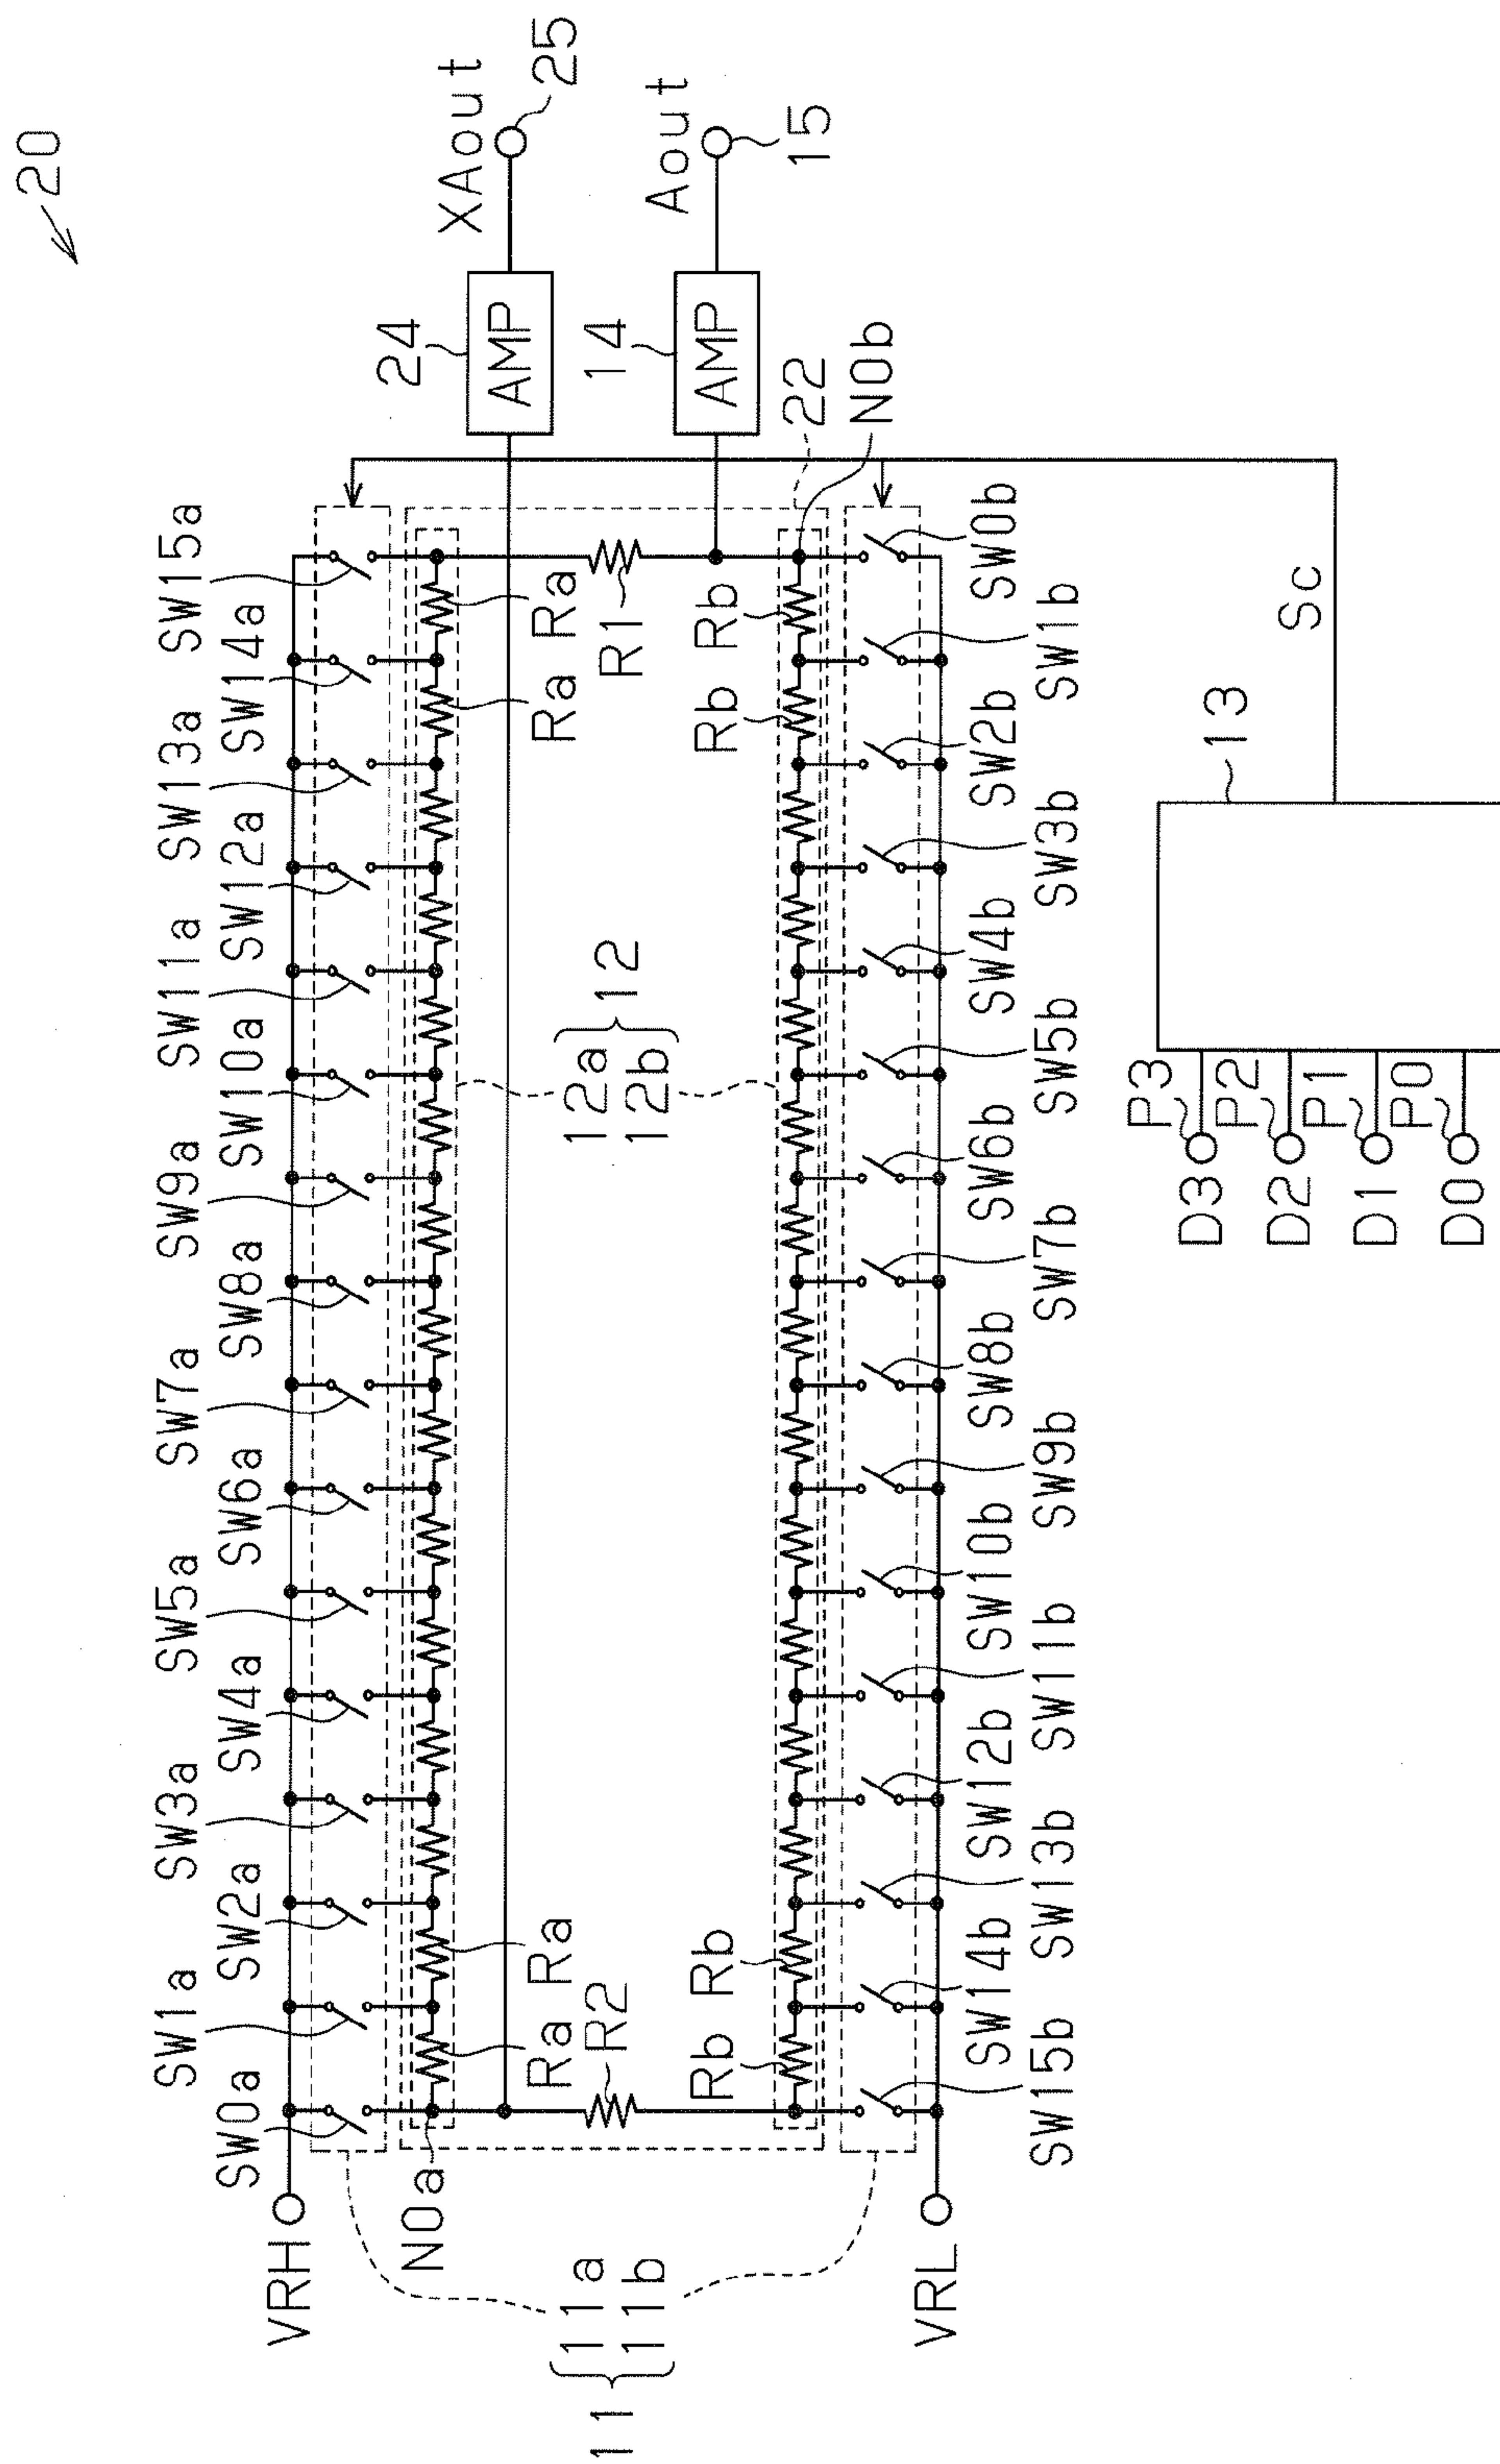 20
SW1a
SW3a
SW5a
SW7a
SW9a
SW11a
SW13a
SW15a
SW0a
SW2a
SW4a
SW6a
SW8a
SW10a
SW12a
SW14a
VRH
N0a
24
XAout
AMP
25
Ra
Ra
Ra
Ra
R2
R1
11
11a
11b
12a
12b
12
14
Aout
AMP
15
Rb
Rb
Rb
Rb
22
N0b
VRL
SW14b
SW12b
SW10b
SW8b
SW6b
SW4b
SW2b
SW0b
SW15b
SW13b
SW11b
SW9b
SW7b
SW5b
SW3b
SW1b
13
Sc
D3
P3
D2
P2
D1
P1
D0
P0